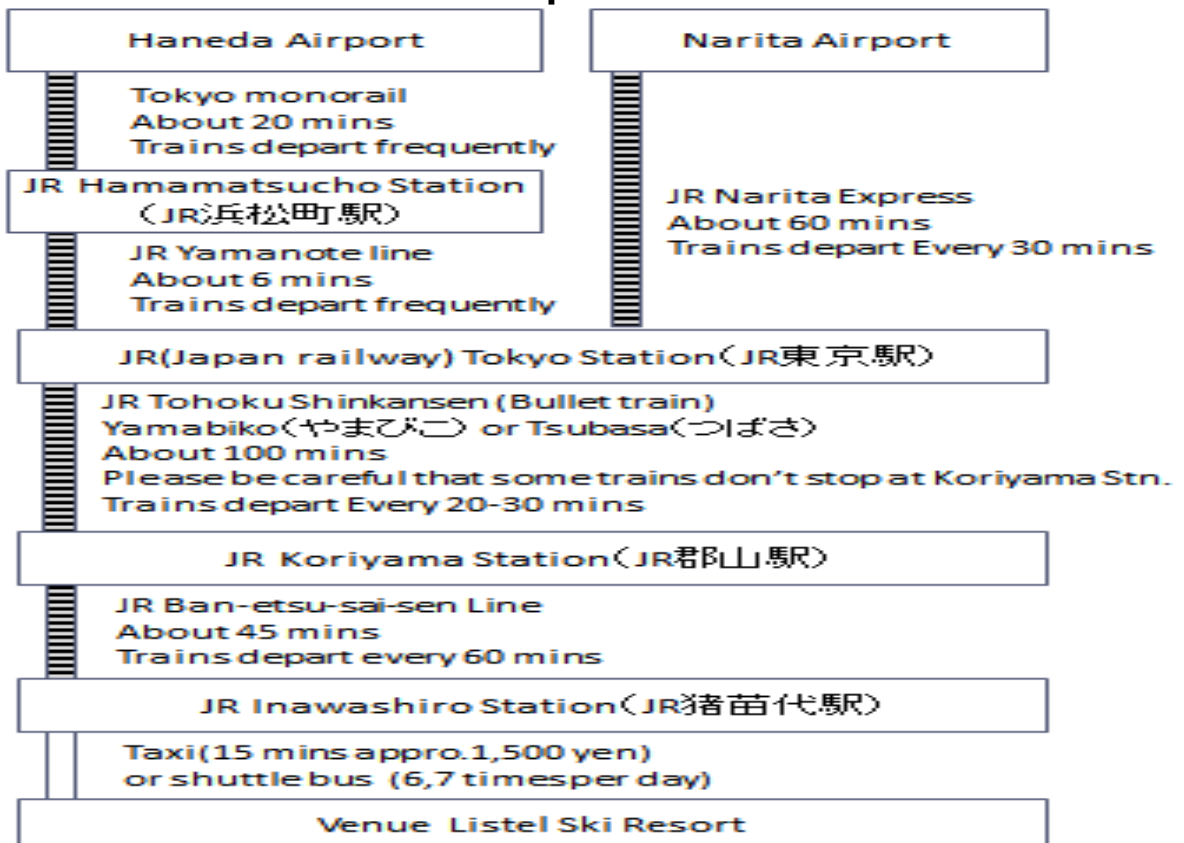 Haneda Airport
Narita Airport
Tokyo monorail
About 20 mins
Trains depart frequently
JR Hamamatsucho Station
(JR浜松町駅)
JR Narita Express
About 60 mins
Trains depart Every 30 mins
JR Yamanote line
About 6 mins
Trains depart frequently
JR(Japan railway) Tokyo Station(JR東京駅)
JR Tohoku Shinkansen (Bullet train)
Yamabiko(やまびこ) or Tsubasa(つばさ)
About 100 mins
Please be careful that some trains don't stop at Koriyama Stn.
Trains depart Every 20-30 mins
JR Koriyama Station(JR郡山駅)
JR Ban-etsu-sai-sen Line
About 45 mins
Trains depart every 60 mins
JR Inawashiro Station(JR猪苗代駅)
Taxi(15 mins appro.1,500 yen)
or shuttle bus (6,7 timesper day)
Venue Listel Ski Resort